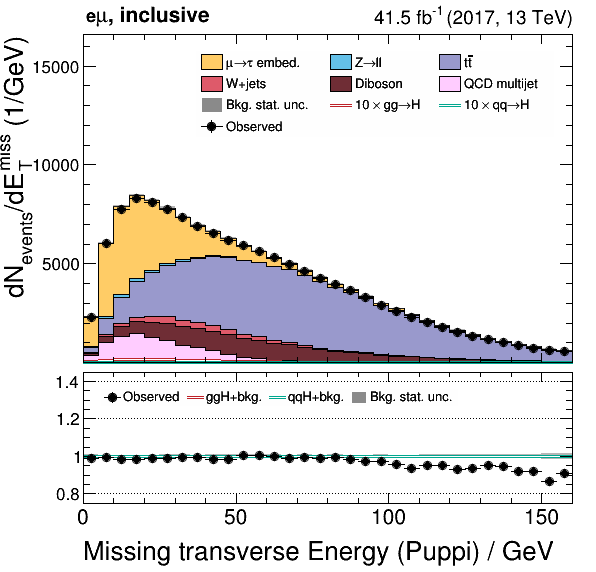 eμ, inclusive 41.5 fb⁻¹ (2017, 13 TeV)
dN_events/dE_T^miss (1/GeV)
15000
10000
5000
μ→τ embed. Z→ll tt̄
W+jets Diboson QCD multijet
Bkg. stat. unc. 10 × gg→H 10 × qq→H
Observed
1.4
1.2
1
0.8
Observed ggH+bkg. qqH+bkg. Bkg. stat. unc.
0 50 100 150
Missing transverse Energy (Puppi) / GeV